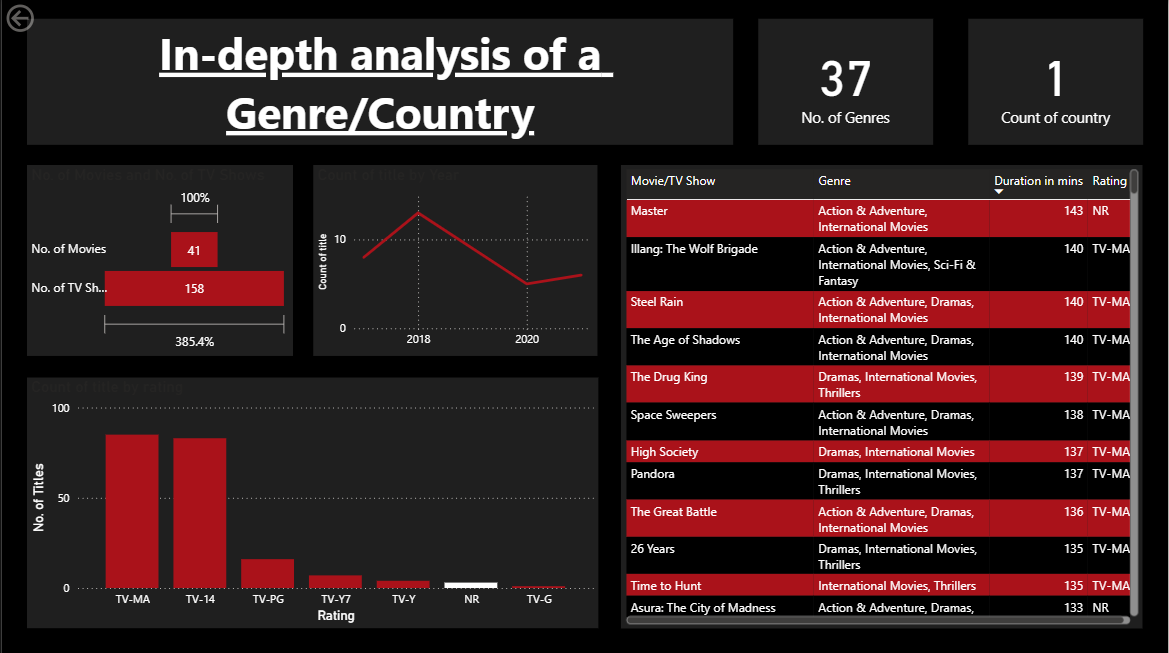 In-depth analysis of a
Genre/Country
37
No. of Genres
1
Count of country
No. of Movies and No. of TV Shows
100%
No. of Movies
41
No. of TV Sh...
158
385.4%
Count of title by Year
Count of title
10
0
2018
2020
Count of title by rating
No. of Titles
100
50
0
TV-MA TV-14 TV-PG TV-Y7 TV-Y NR TV-G
Rating
Movie/TV Show Genre Duration in mins Rating
Master Action & Adventure, 143 NR
International Movies
Illang: The Wolf Brigade Action & Adventure, 140 TV-MA
International Movies, Sci-Fi &
Fantasy
Steel Rain Action & Adventure, Dramas, 140 TV-MA
International Movies
The Age of Shadows Action & Adventure, Dramas, 140 TV-MA
International Movies
The Drug King Dramas, International Movies, 139 TV-MA
Thrillers
Space Sweepers Action & Adventure, Dramas, 138 TV-MA
International Movies
High Society Dramas, International Movies 137 TV-MA
Pandora Dramas, International Movies, 137 TV-MA
Thrillers
The Great Battle Action & Adventure, Dramas, 136 TV-MA
International Movies
26 Years Dramas, International Movies, 135 TV-MA
Thrillers
Time to Hunt International Movies, Thrillers 135 TV-MA
Asura: The City of Madness Action & Adventure, Dramas, 133 NR